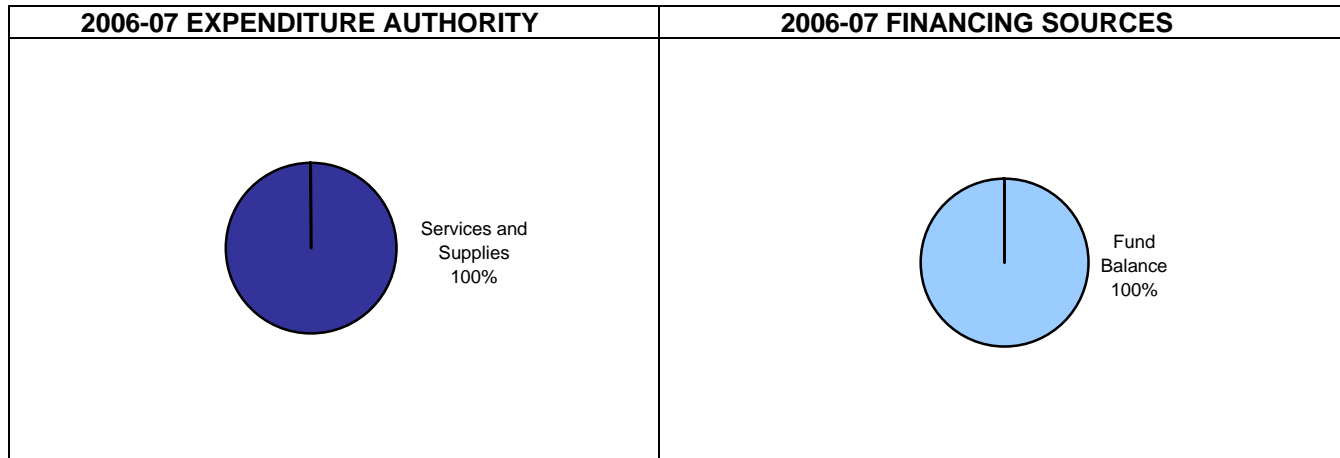 2006-07 EXPENDITURE AUTHORITY
2006-07 FINANCING SOURCES
Services and
Supplies
100%
Fund
Balance
100%